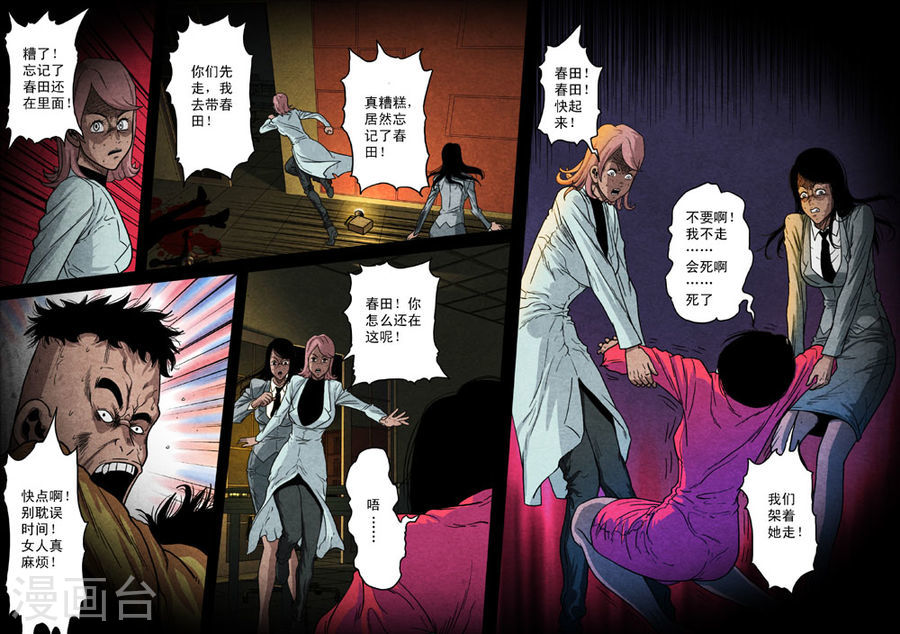 糟了！
忘记了
春田还
在里面！
你们先
走，我
去带春
田！
真糟糕，
居然忘
记了春
田！
快点啊！
别耽误
时间！
女人真
麻烦！
春田！你
怎么还在
这呢！
唔
……
春田！
春田！
快起
来！
不要啊！
我不走
……
会死啊
……
死了
我们
架着
她走！
漫画台